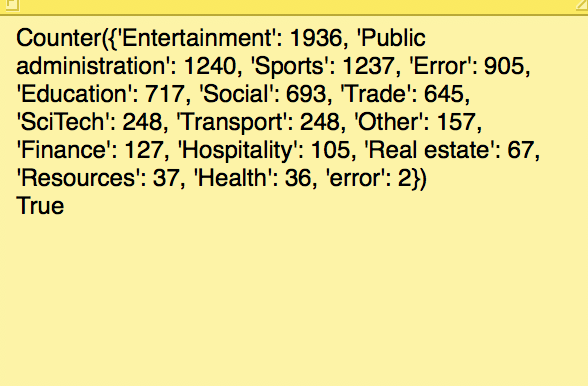 Counter({'Entertainment': 1936, 'Public
administration': 1240, 'Sports': 1237, 'Error': 905,
'Education': 717, 'Social': 693, 'Trade': 645,
'SciTech': 248, 'Transport': 248, 'Other': 157,
'Finance': 127, 'Hospitality': 105, 'Real estate': 67,
'Resources': 37, 'Health': 36, 'error': 2})
True